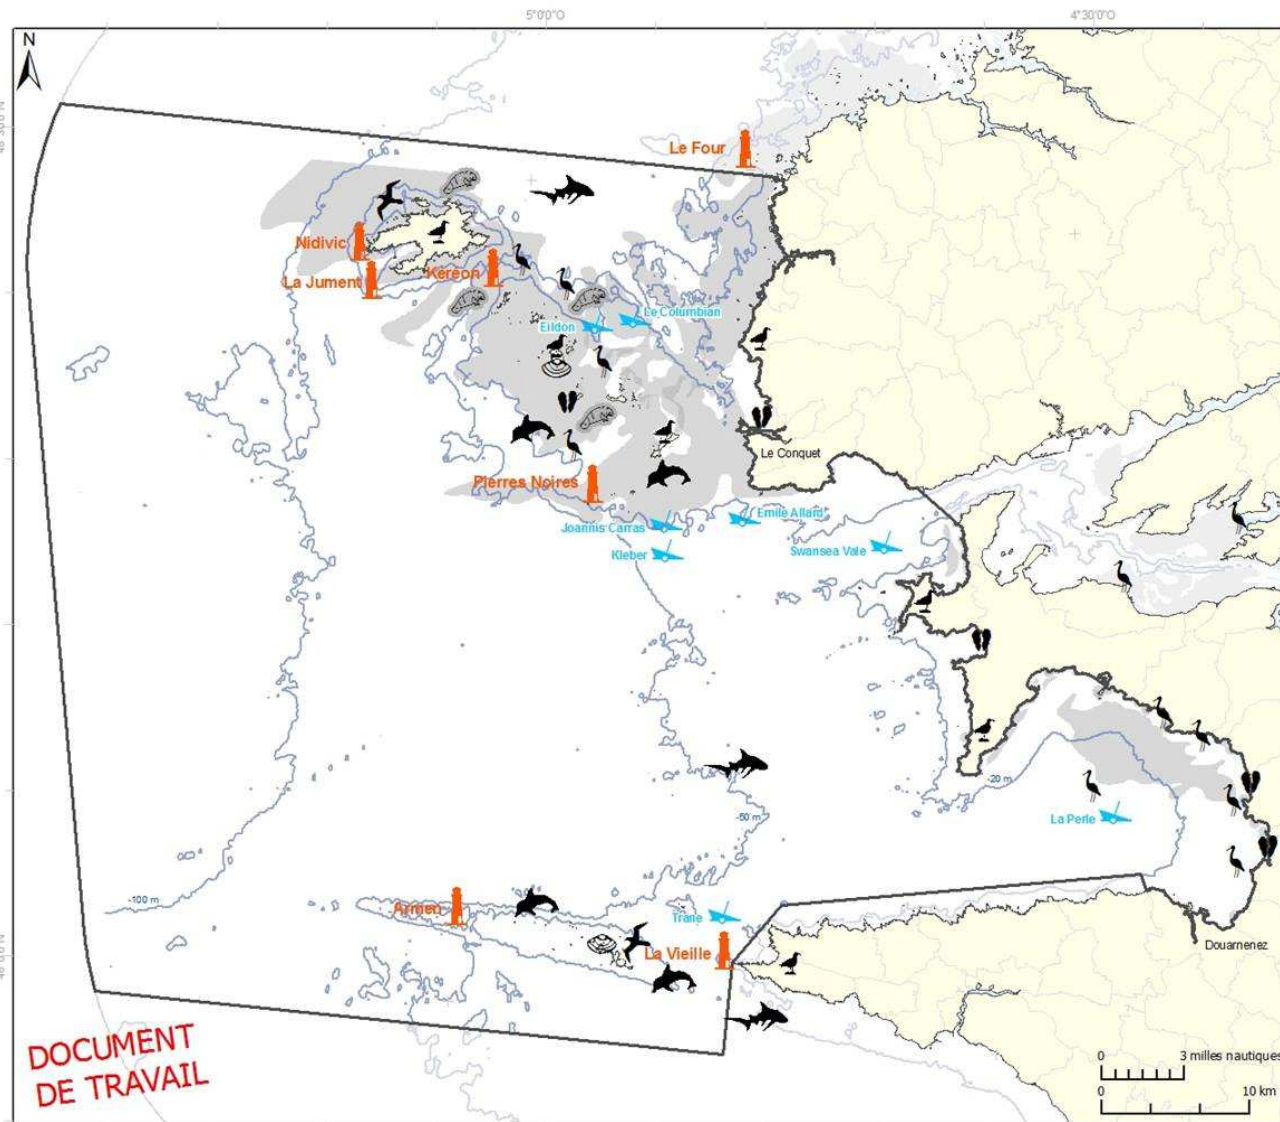 5°0'0"O
4°30'0"O
N
Le Four
Nidivic
Kéréon
La Jument
Le Columbian
Eildon
Le Conquet
Pierres Noires
Emile Allard
Joannis Carras
Swansea Vale
Kleber
-20 m
-50 m
La Perle
-100 m
Armen
Trane
La Vieille
Douarnenez
DOCUMENT
DE TRAVAIL
0 3 milles nautiques
0 10 km